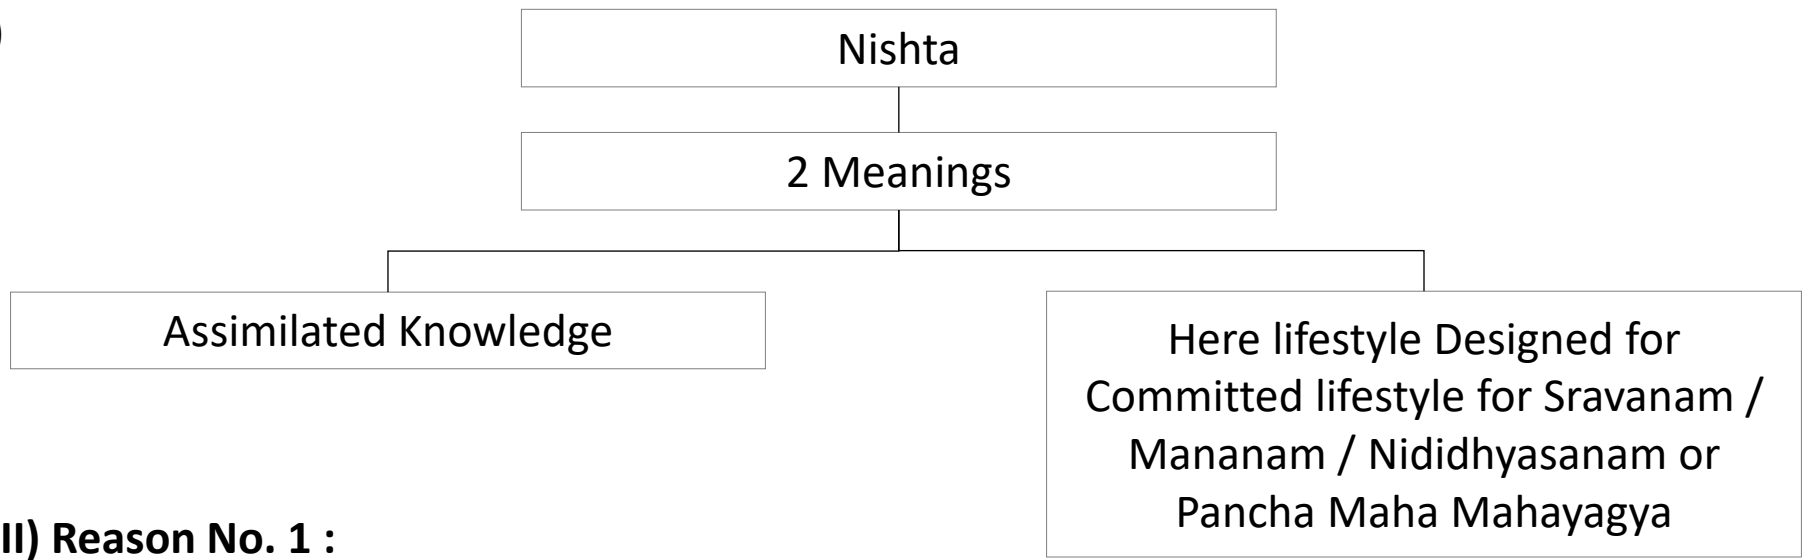 )
Nishta
2 Meanings
Assimilated Knowledge
Here lifestyle Designed for
Committed lifestyle for Sravanam /
Mananam / Nididhyasanam or
Pancha Maha Mahayagya
II) Reason No. 1 :